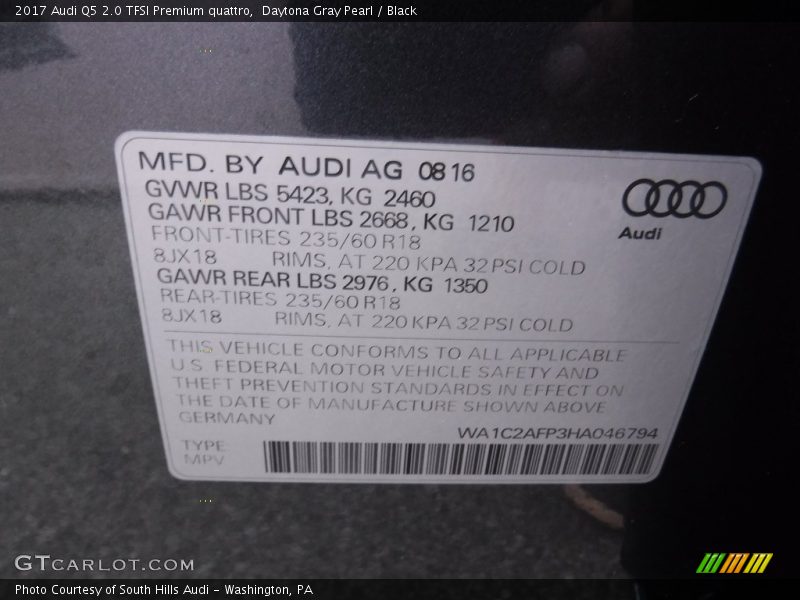 2017 Audi Q5 2.0 TFSI Premium quattro,  Daytona Gray Pearl / Black
MFD. BY AUDI AG 08 16
GVWR LBS 5423, KG 2460
GAWR FRONT LBS 2668, KG 1210
FRONT-TIRES 235/60 R18
8JX18 RIMS, AT 220 KPA 32 PSI COLD
GAWR REAR LBS 2976, KG 1350
REAR-TIRES 235/60 R18
8JX18 RIMS, AT 220 KPA 32 PSI COLD
Audi
THIS VEHICLE CONFORMS TO ALL APPLICABLE
U.S. FEDERAL MOTOR VEHICLE SAFETY AND
THEFT PREVENTION STANDARDS IN EFFECT ON
THE DATE OF MANUFACTURE SHOWN ABOVE
GERMANY
WA1C2AFP3HA046794
TYPE
MPV
GTCARLOT.COM
Photo Courtesy of South Hills Audi - Washington, PA